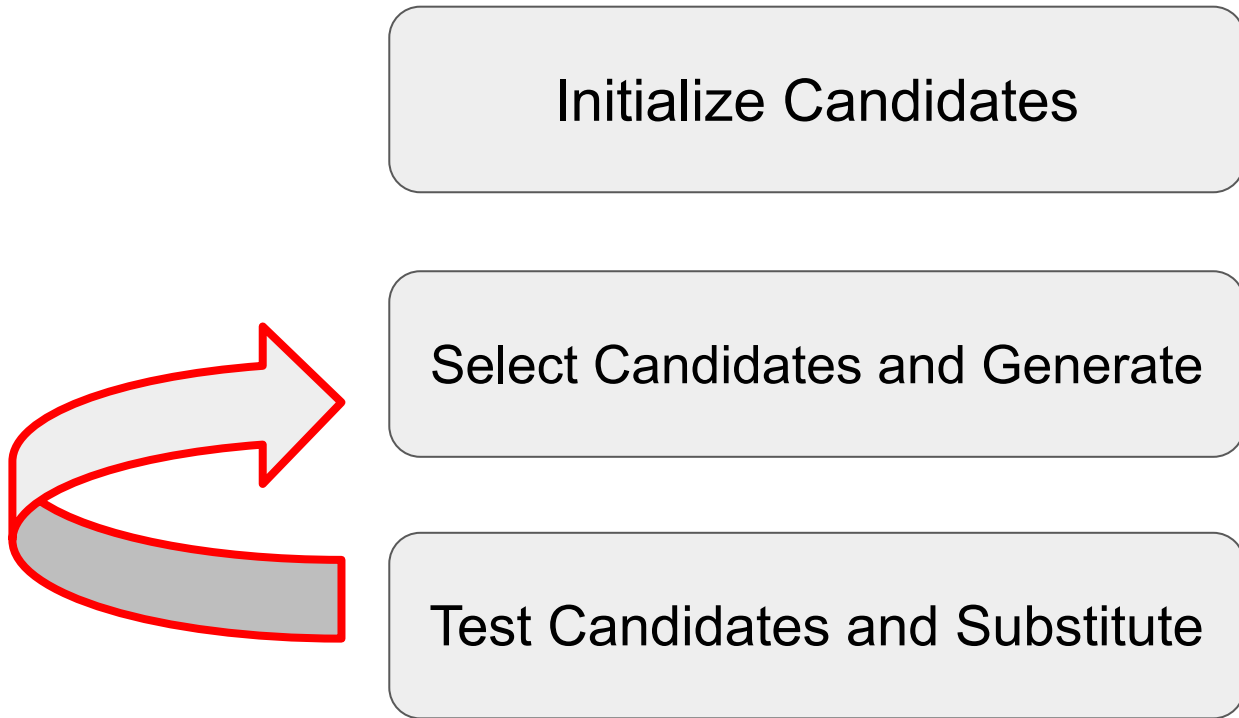 Initialize Candidates
Select Candidates and Generate
Test Candidates and Substitute